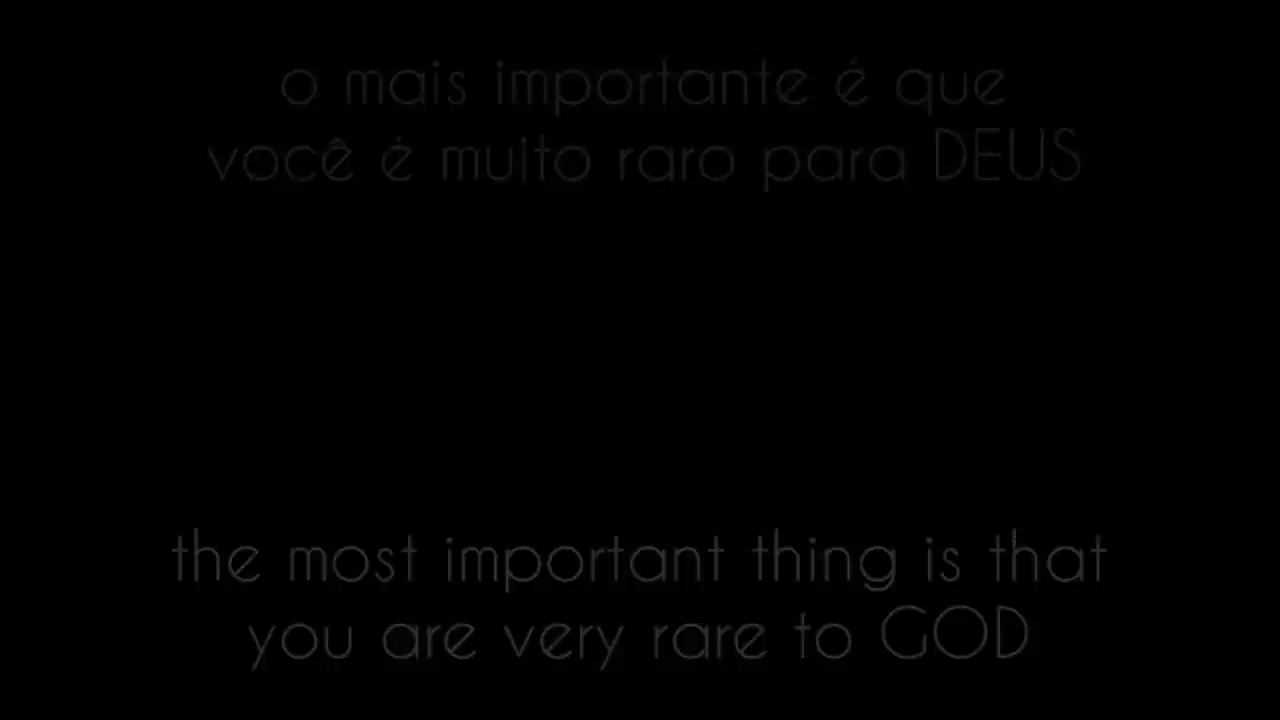 o mais importante é que
você é muito raro para DEUS
the most important thing is that
you are very rare to GOD